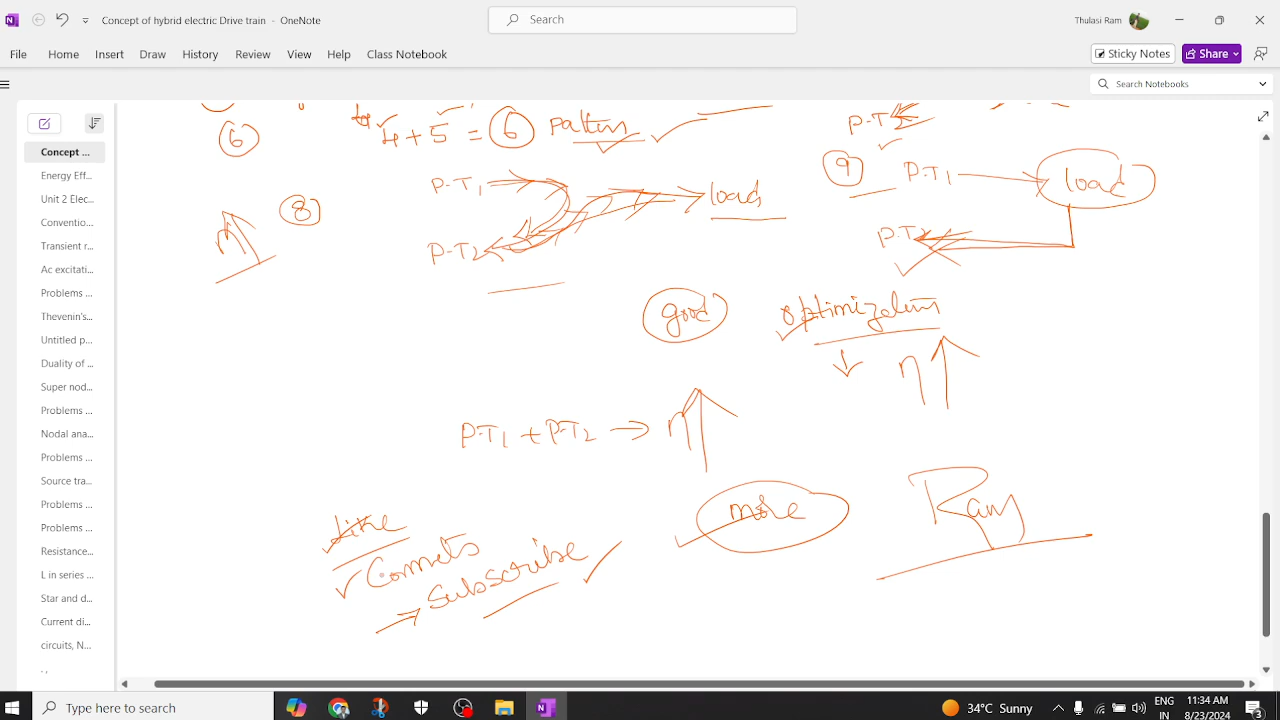 Concept of hybrid electric Drive train - OneNote
Search
Thulasi Ram
File Home Insert Draw History Review View Help Class Notebook
Sticky Notes
Share
Search Notebooks
Concept ...
Energy Eff...
Unit 2 Elec...
Conventio...
Transient r...
Ac excitati...
Problems ...
Thevenin's...
Untitled p...
Duality of ...
Super nod...
Problems ...
Nodal ana...
Problems ...
Source tra...
Problems ...
Problems ...
Resistance...
L in series ...
Star and d...
Current di...
circuits, N...
⑥ 4 + 5 = ⑥ pattern
P.T2
⑧ P.T1 load
P.T2
η↑
⑨ P.T1 load
P.T2
good optimization
↓ η↑
P.T1 + P.T2 → η↑
more Ram
Like
Commets
→ Subscribe
Type here to search
34°C Sunny
ENG
IN
11:34 AM
8/23/2024
3